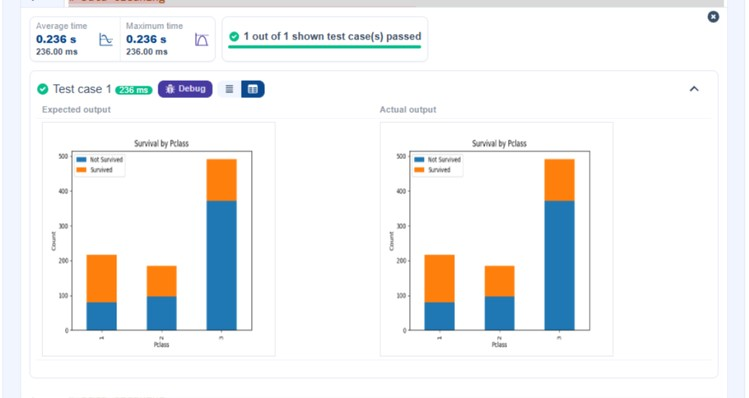 Average time
0.236 s
236.00 ms
Maximum time
0.236 s
236.00 ms
1 out of 1 shown test case(s) passed
Test case 1 236 ms Debug
Expected output
Survival by Pclass
Not Survived
Survived
500
400
300
200
100
0
Count
1 2 3
Pclass
Actual output
Survival by Pclass
Not Survived
Survived
500
400
300
200
100
0
Count
1 2 3
Pclass